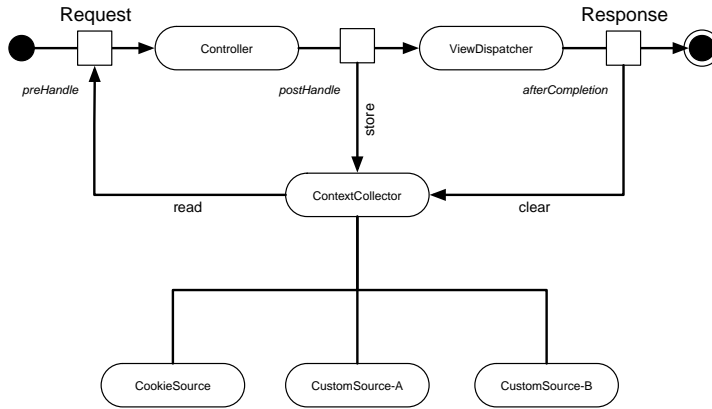 Request
Response
Controller
ViewDispatcher
preHandle
postHandle
afterCompletion
store
ContextCollector
read
clear
CookieSource
CustomSource-A
CustomSource-B